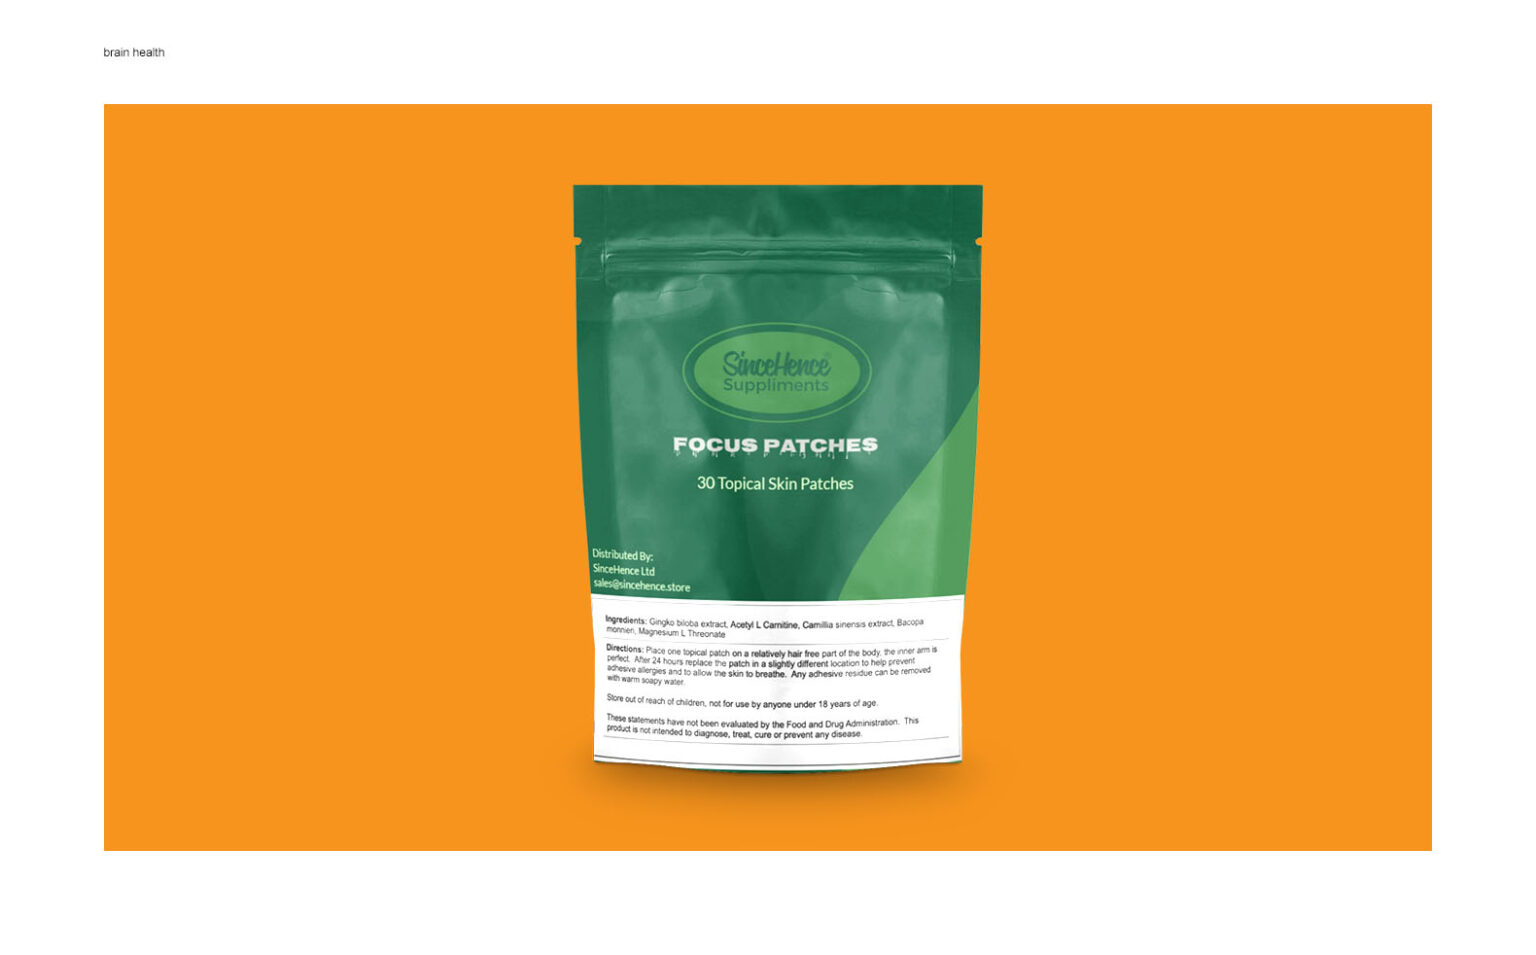 brain health
SinceHence
Suppliments
FOCUS PATCHES
30 Topical Skin Patches
Distributed By:
SinceHence Ltd
sales@sincehence.store
Ingredients: Gingko biloba extract, Acetyl L Carnitine, Camillia sinensis extract, Bacopa
monnieri, Magnesium L Threonate
Directions: Place one topical patch on a relatively hair free part of the body, the inner arm is
perfect. After 24 hours replace the patch in a slightly different location to help prevent
adhesive allergies and to allow the skin to breathe. Any adhesive residue can be removed
with warm soapy water.
Store out of reach of children, not for use by anyone under 18 years of age.
These statements have not been evaluated by the Food and Drug Administration. This
product is not intended to diagnose, treat, cure or prevent any disease.